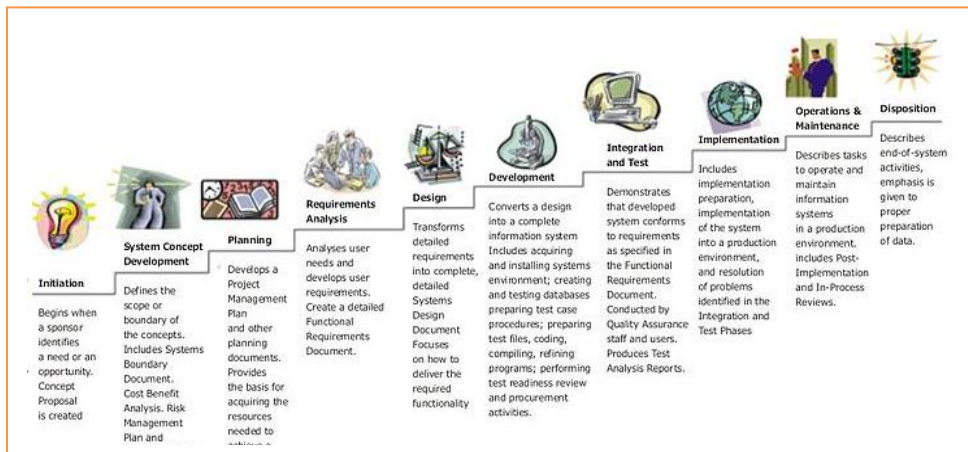 Initiation
Begins when
a sponsor
identifies
a need or an
opportunity.
Concept
Proposal
is created
System Concept
Development
Defines the
scope or
boundary of
the concepts.
Includes Systems
Boundary
Document.
Cost Benefit
Analysis. Risk
Management
Plan and
Planning
Develops a
Project
Management
Plan
and other
planning
documents.
Provides
the basis for
acquiring the
resources
needed to
Requirements
Analysis
Analyses user
needs and
develops user
requirements.
Create a detailed
Functional
Requirements
Document.
Design
Transforms
detailed
requirements
into complete,
detailed
Systems
Design
Document
Focuses
on how to
deliver the
required
functionality
Development
Converts a design
into a complete
information system
Includes acquiring
and installing systems
environment; creating
and testing databases
preparing test case
procedures; preparing
test files, coding,
compiling, refining
programs; performing
test readiness review
and procurement
activities.
Integration
and Test
Demonstrates
that developed
system conforms
to requirements
as specified in
the Functional
Requirements
Document.
Conducted by
Quality Assurance
staff and users.
Produces Test
Analysis Reports.
Implementation
Includes
implementation
preparation,
implementation
of the system
into a production
environment,
and resolution
of problems
identified in the
Integration and
Test Phases
Operations &
Maintenance
Describes tasks
to operate and
maintain
information
systems
in a production
environment.
includes Post-
Implementation
and In-Process
Reviews.
Disposition
Describes
end-of-system
activities,
emphasis is
given to
proper
preparation
of data.